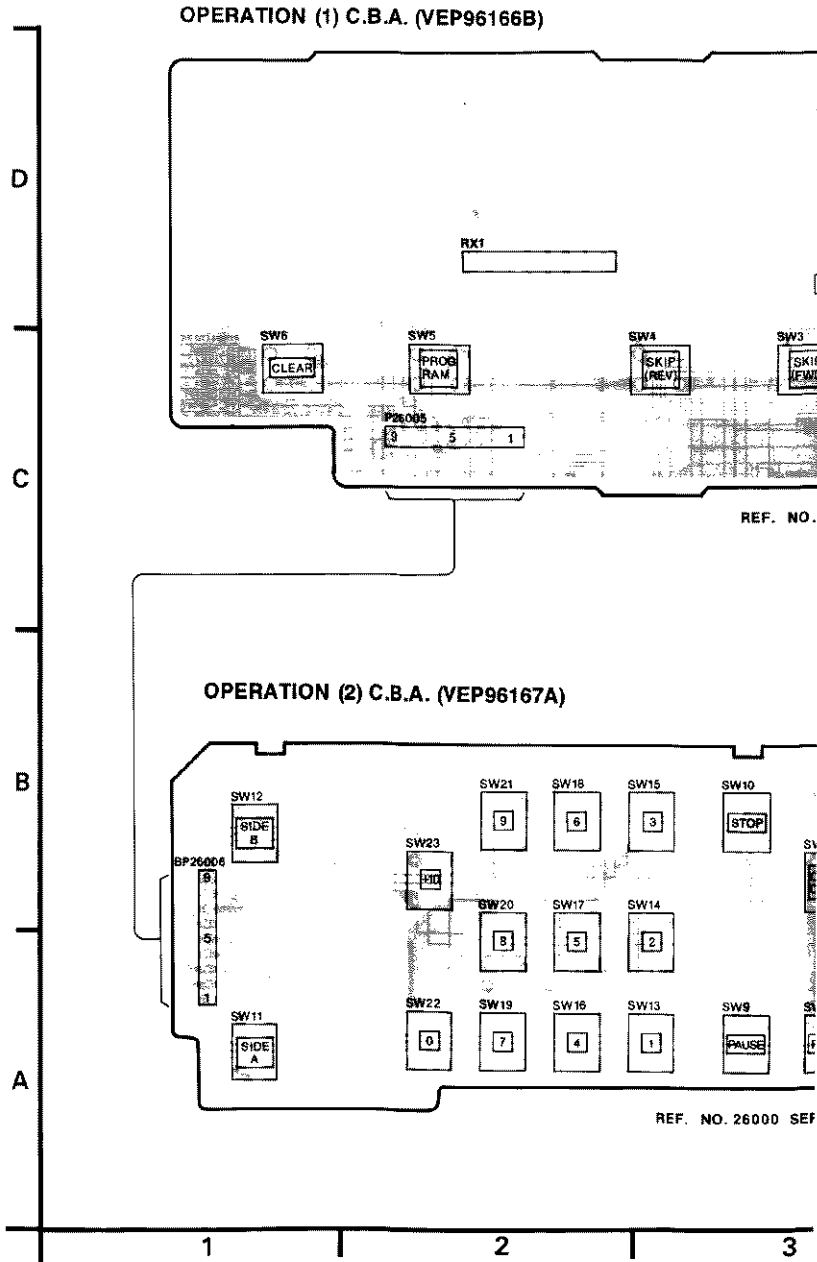 OPERATION (1) C.B.A. (VEP96166B)
D
RX1
SW6
SW5
SW4
SW3
CLEAR
PROG
RAM
SKIP
(REV)
P26005
9 5 1
C
REF. NO.
OPERATION (2) C.B.A. (VEP96167A)
B
SW21
SW18
SW15
SW10
9
6
3
STOP
SW12
SIDE
B
SW23
+10
BP26006
9
5
1
SW20
SW17
SW14
8
5
2
SW11
SIDE
A
SW22
SW19
SW16
SW13
SW9
0
7
4
1
PAUSE
A
REF. NO. 26000
1 2 3